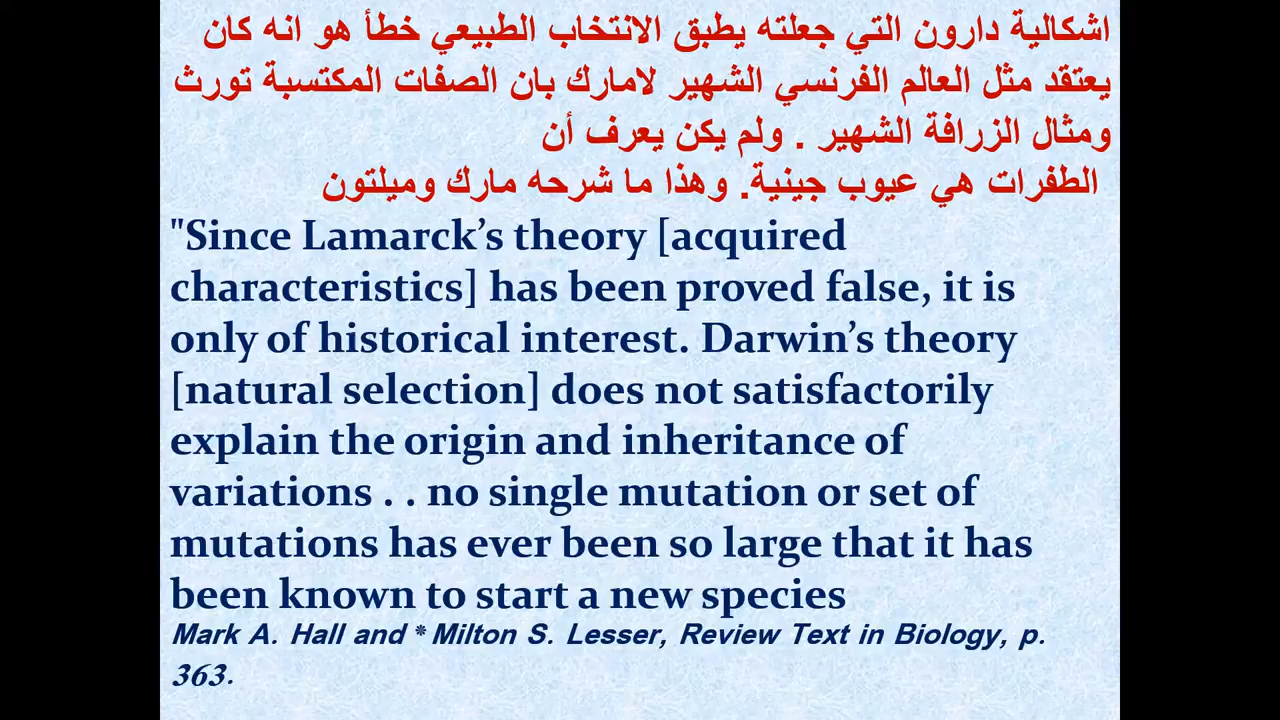 اشكالية دارون التي جعلته يطبق الانتخاب الطبيعي خطأ هو انه كان
يعتقد مثل العالم الفرنسي الشهير لامارك بان الصفات المكتسبة تورث
ومثال الزرافة الشهير . ولم يكن يعرف أن
الطفرات هي عيوب جينية. وهذا ما شرحه مارك وميلتون
"Since Lamarck’s theory [acquired
characteristics] has been proved false, it is
only of historical interest. Darwin’s theory
[natural selection] does not satisfactorily
explain the origin and inheritance of
variations . . no single mutation or set of
mutations has ever been so large that it has
been known to start a new species
Mark A. Hall and *Milton S. Lesser, Review Text in Biology, p.
363.